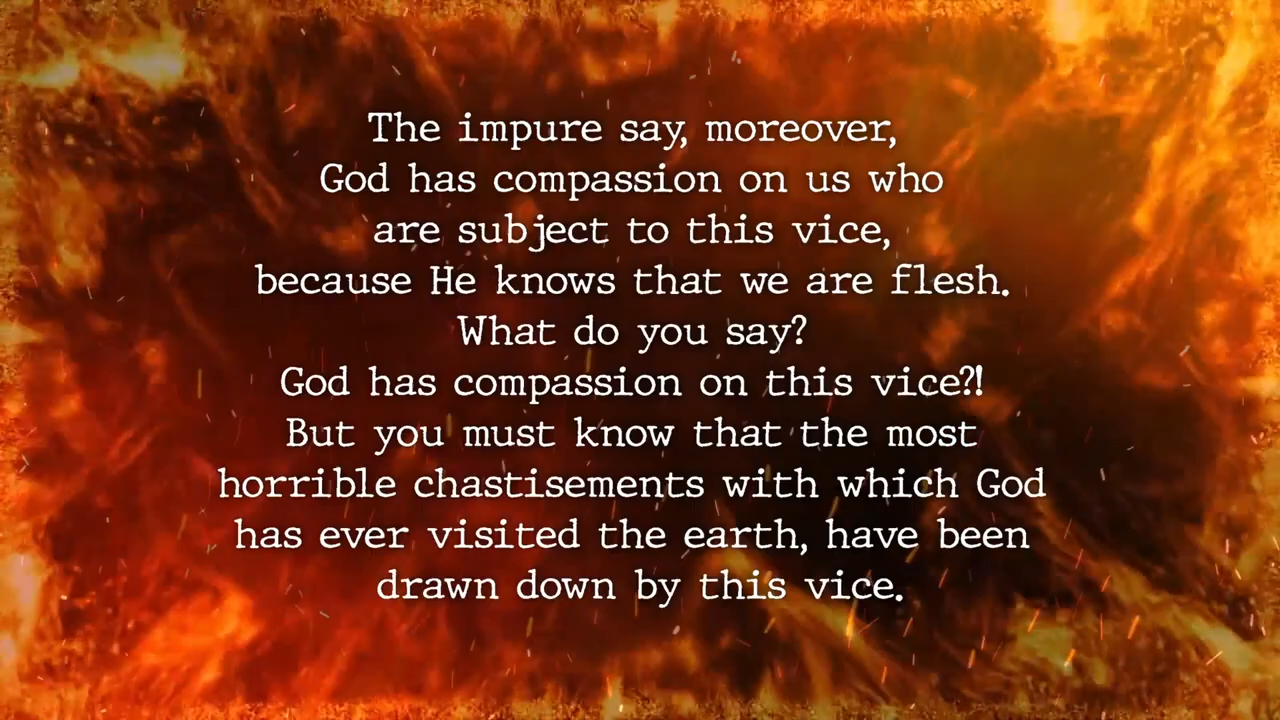 The impure say, moreover,
God has compassion on us who
are subject to this vice,
because He knows that we are flesh.
What do you say?
God has compassion on this vice?!
But you must know that the most
horrible chastisements with which God
has ever visited the earth, have been
drawn down by this vice.